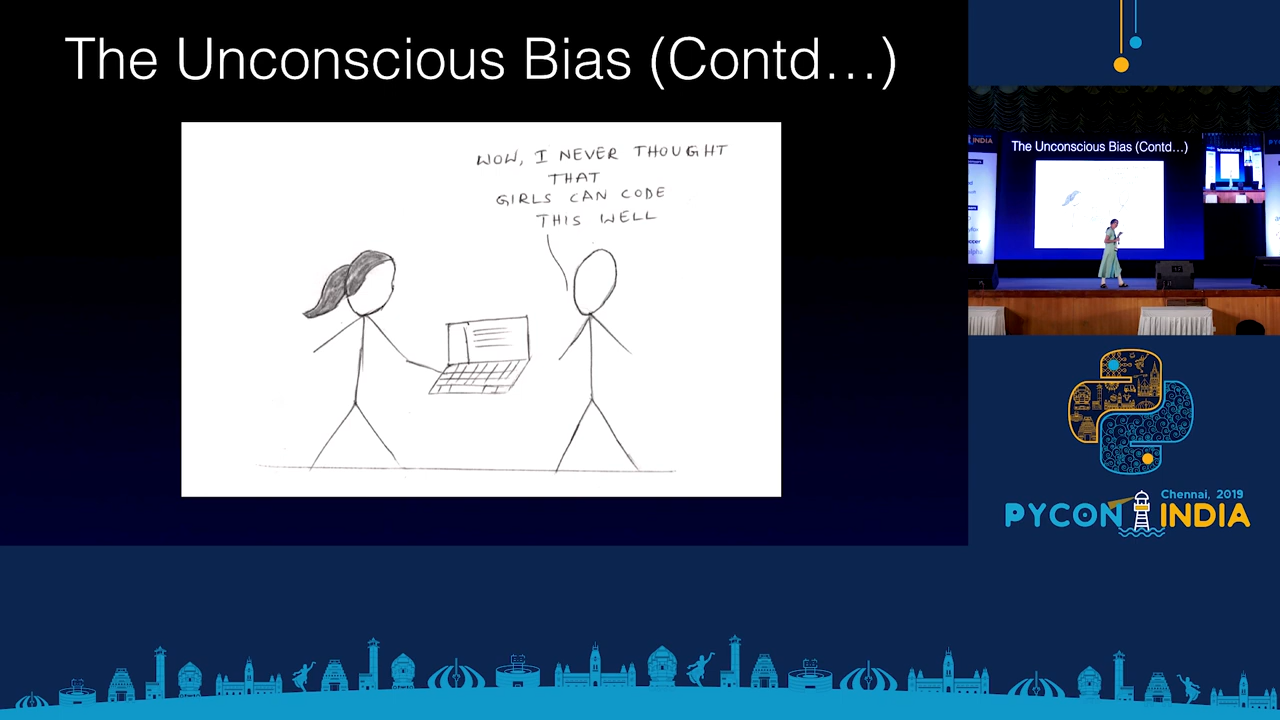 The Unconscious Bias (Contd...)
WOW, I NEVER THOUGHT
THAT
GIRLS CAN CODE
THIS WELL
INDIA
The Unconscious Bias (Contd...)
Chennai, 2019
PYCON INDIA